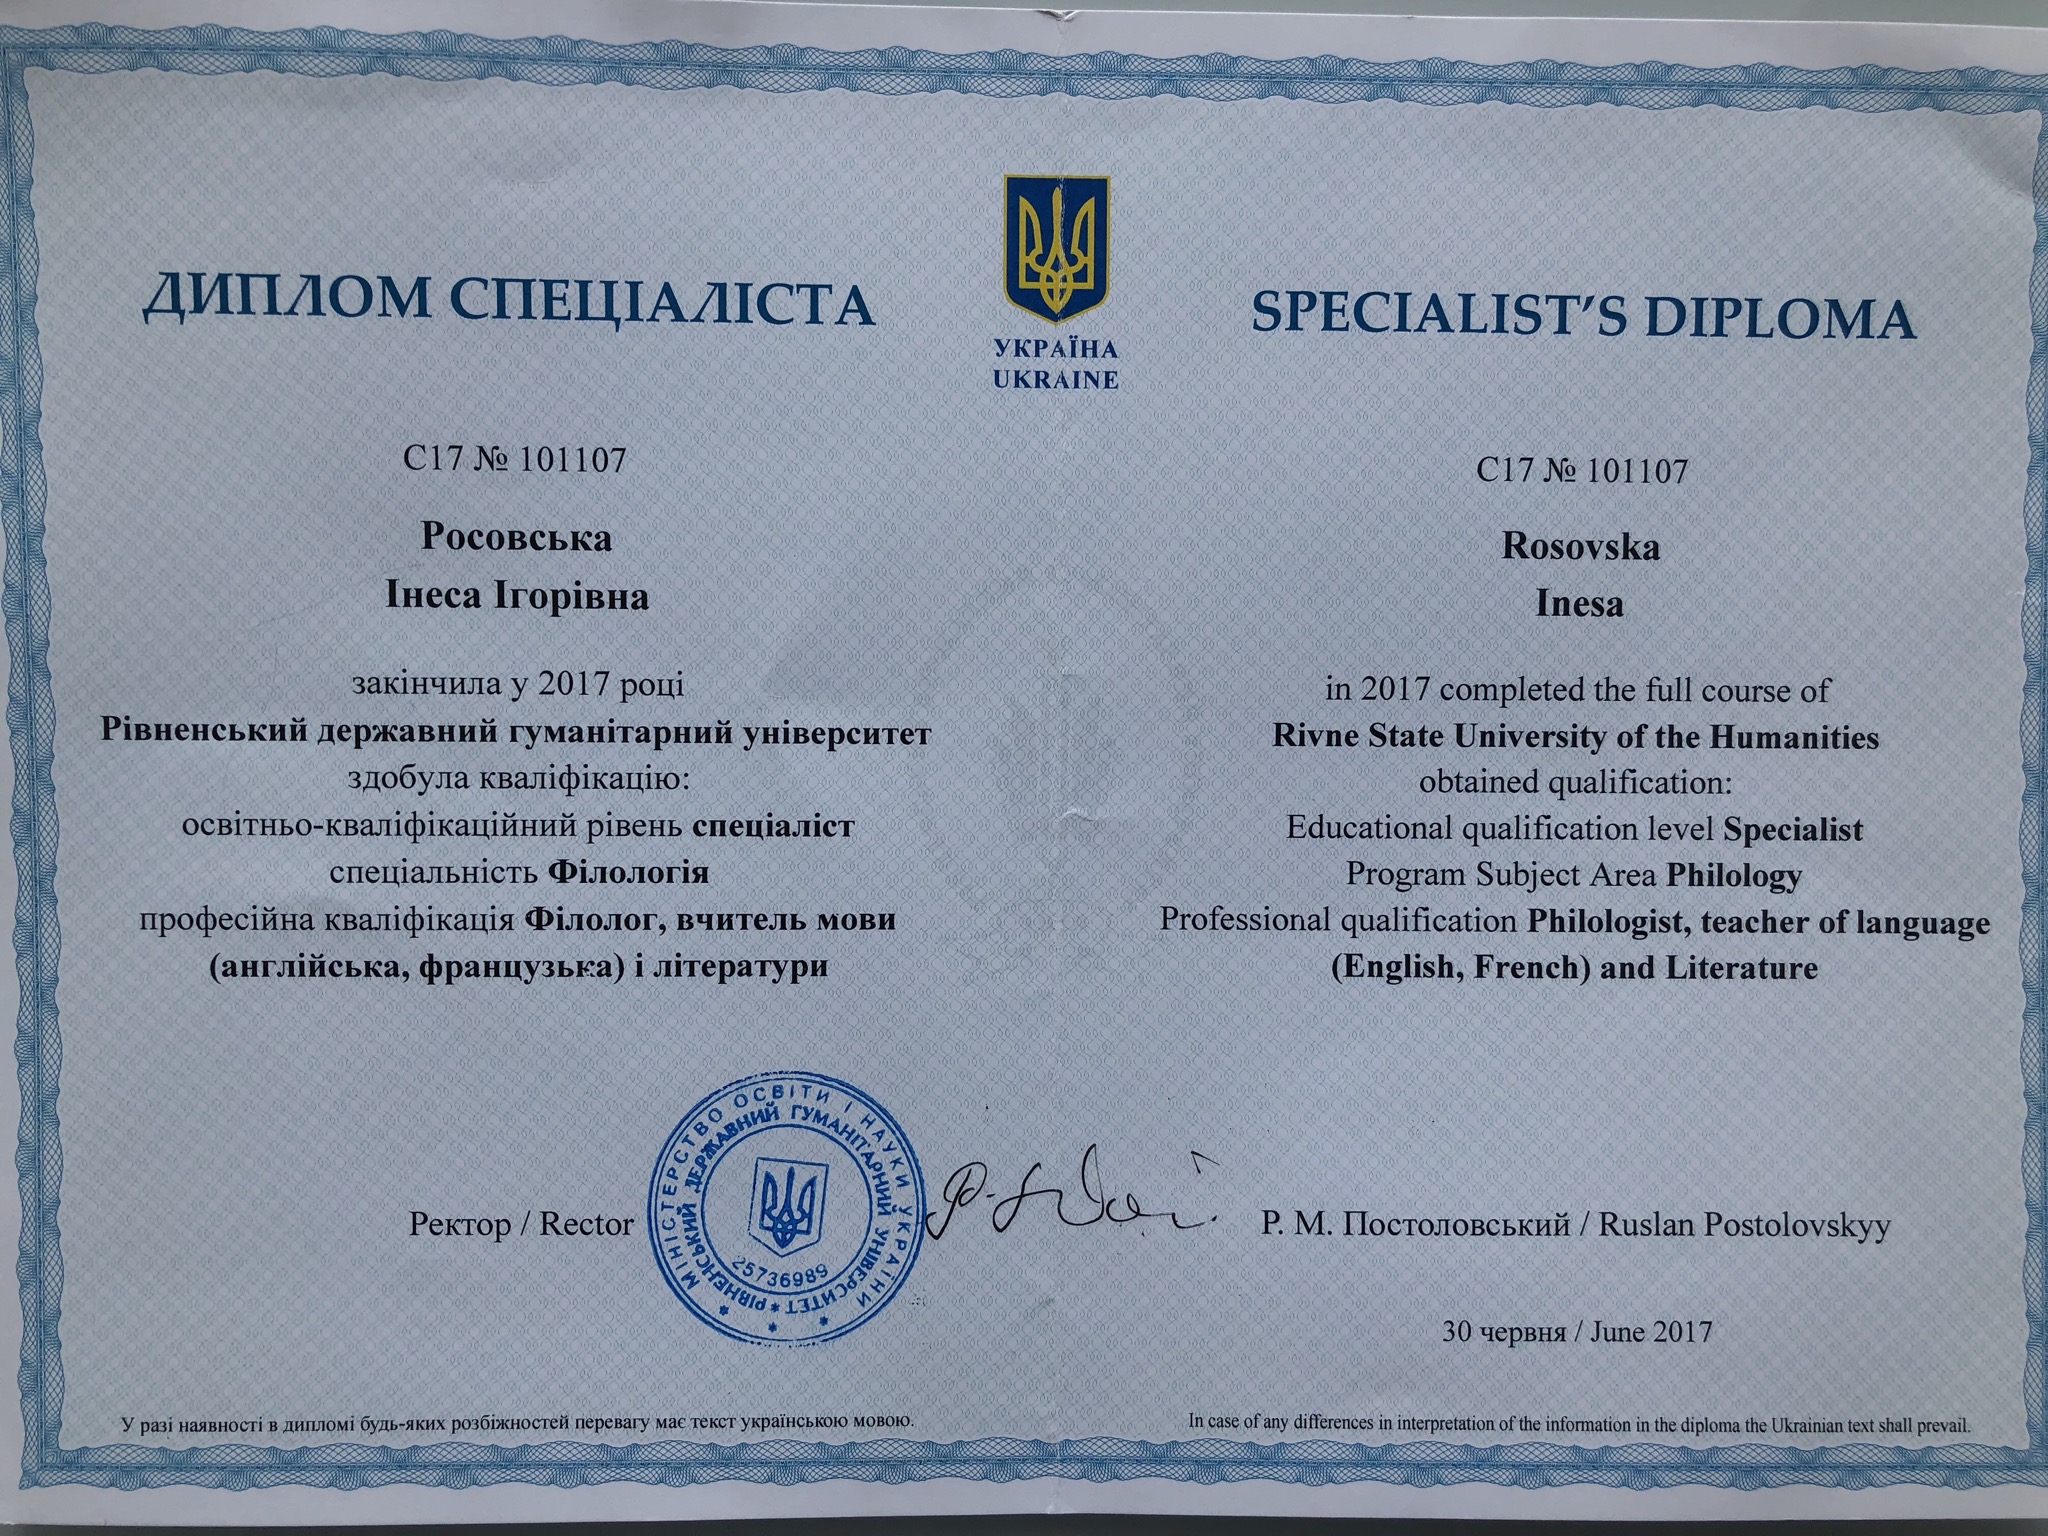 ДИПЛОМ СПЕЦІАЛІСТА
С17 № 101107
Росовська
Інеса Ігорівна
закінчила у 2017 році
Рівненський державний гуманітарний університет
здобула кваліфікацію:
освітньо-кваліфікаційний рівень спеціаліст
спеціальність Філологія
професійна кваліфікація Філолог, вчитель мови
(англійська, французька) і літератури
УКРАЇНА
UKRAINE
SPECIALIST’S DIPLOMA
C17 № 101107
Rosovska
Inesa
in 2017 completed the full course of
Rivne State University of the Humanities
obtained qualification:
Educational qualification level Specialist
Program Subject Area Philology
Professional qualification Philologist, teacher of language
(English, French) and Literature
Ректор / Rector
МІНІСТЕРСТВО ОСВІТИ І НАУКИ УКРАЇНИ
РІВНЕНСЬКИЙ ДЕРЖАВНИЙ ГУМАНІТАРНИЙ УНІВЕРСИТЕТ
25736989
Р. М. Постоловський / Ruslan Postolovskyy
30 червня / June 2017
У разі наявності в дипломі будь-яких розбіжностей перевагу має текст українською мовою.
In case of any differences in interpretation of the information in the diploma the Ukrainian text shall prevail.